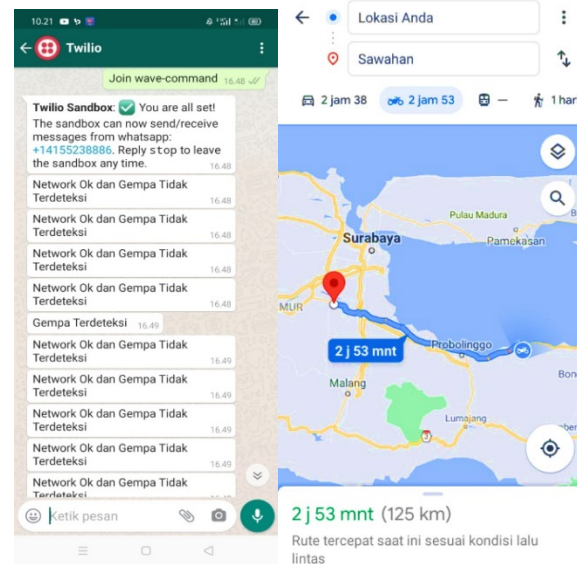 10.21
Twilio
Join wave-command 16.48
Twilio Sandbox: ✅ You are all set!
The sandbox can now send/receive
messages from whatsapp:
+14155238886. Reply stop to leave
the sandbox any time. 16.48
Network Ok dan Gempa Tidak
Terdeteksi 16.48
Network Ok dan Gempa Tidak
Terdeteksi 16.48
Network Ok dan Gempa Tidak
Terdeteksi 16.48
Network Ok dan Gempa Tidak
Terdeteksi 16.48
Gempa Terdeteksi 16.49
Network Ok dan Gempa Tidak
Terdeteksi 16.49
Network Ok dan Gempa Tidak
Terdeteksi 16.49
Network Ok dan Gempa Tidak
Terdeteksi 16.49
Network Ok dan Gempa Tidak
Terdeteksi 16.49
Network Ok dan Gempa Tidak
Terdeteksi
Ketik pesan
Lokasi Anda
Sawahan
2 jam 38
2 jam 53
—
1 har
Pulau Madura
B
Surabaya
Pamekasan
MUR
2 j 53 mnt
Probolinggo
Bon
Malang
Lumajang
3
2 j 53 mnt (125 km)
Rute tercepat saat ini sesuai kondisi lalu
lintas